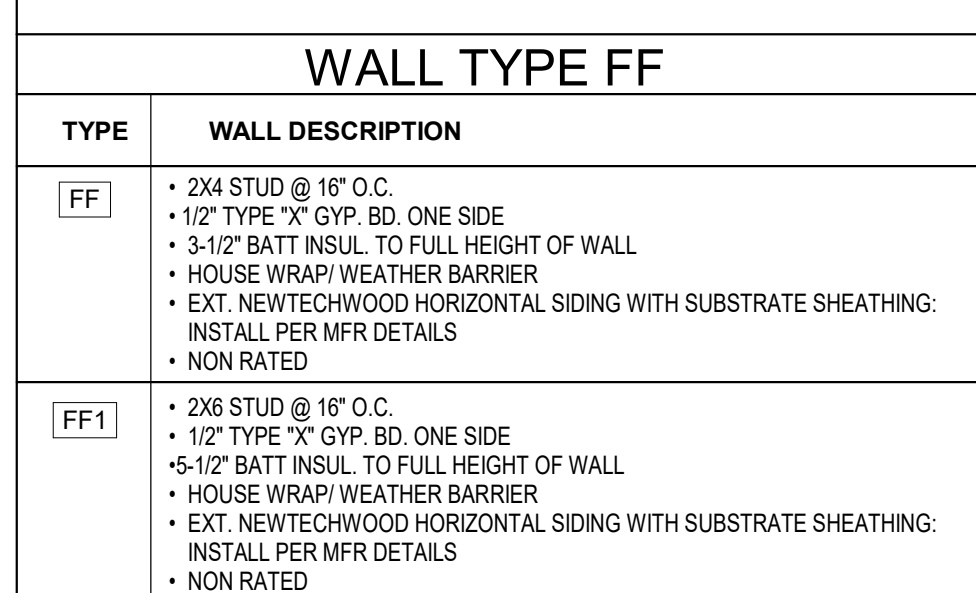 WALL TYPE FF
TYPE WALL DESCRIPTION
FF
• 2X4 STUD @ 16" O.C.
• 1/2" TYPE "X" GYP. BD. ONE SIDE
• 3-1/2" BATT INSUL. TO FULL HEIGHT OF WALL
• HOUSE WRAP/ WEATHER BARRIER
• EXT. NEWTECHWOOD HORIZONTAL SIDING WITH SUBSTRATE SHEATHING:
INSTALL PER MFR DETAILS
• NON RATED
FF1
• 2X6 STUD @ 16" O.C.
• 1/2" TYPE "X" GYP. BD. ONE SIDE
•5-1/2" BATT INSUL. TO FULL HEIGHT OF WALL
• HOUSE WRAP/ WEATHER BARRIER
• EXT. NEWTECHWOOD HORIZONTAL SIDING WITH SUBSTRATE SHEATHING:
INSTALL PER MFR DETAILS
• NON RATED